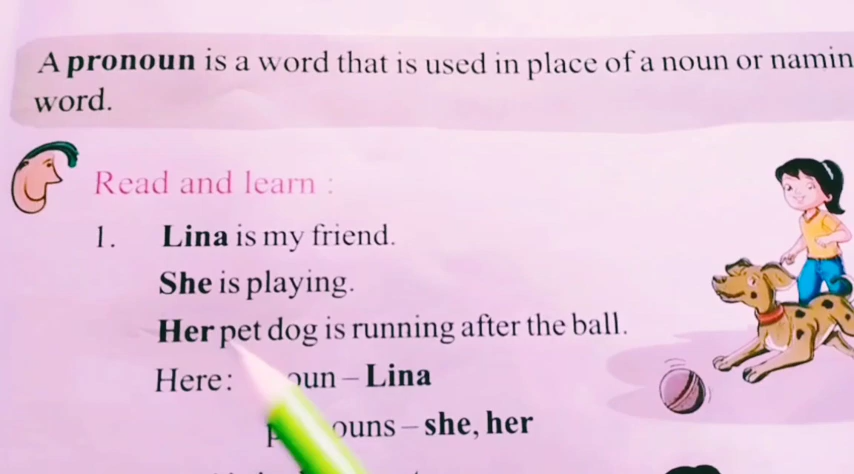 A pronoun is a word that is used in place of a noun or namin
word.
Read and learn :
1. Lina is my friend.
She is playing.
Her pet dog is running after the ball.
Here: oun – Lina
p ouns – she, her